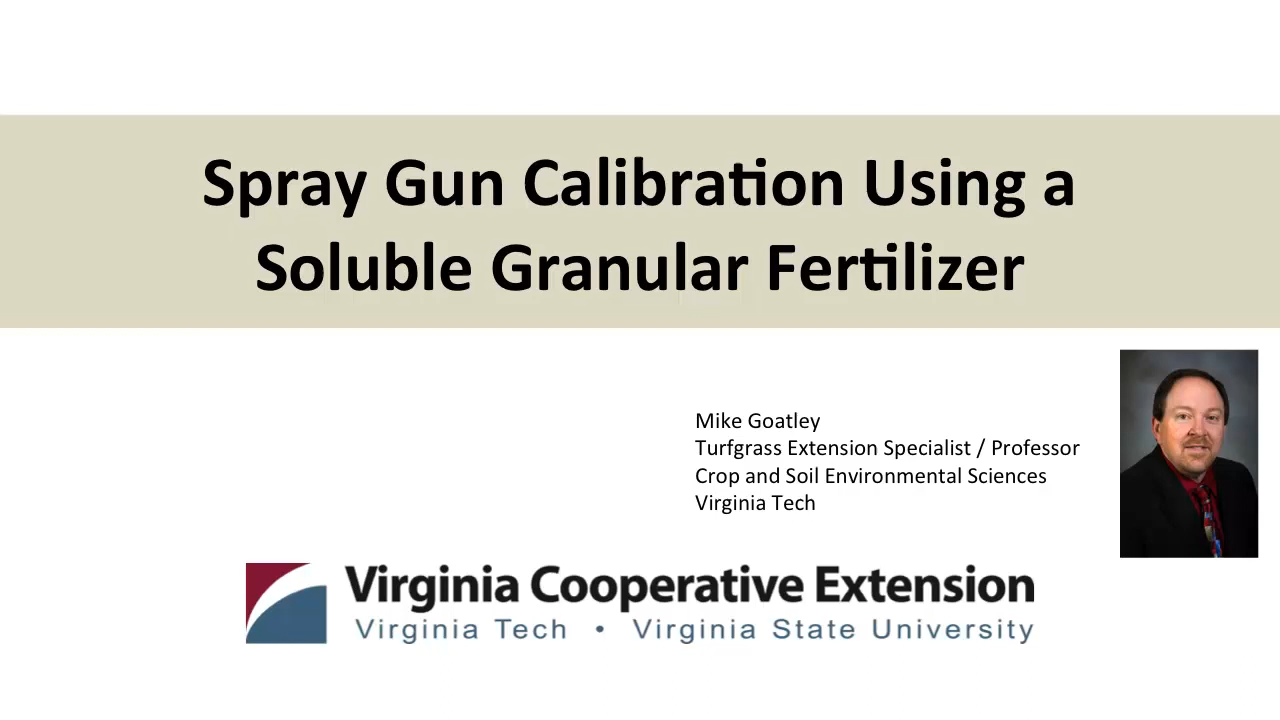 Spray Gun Calibration Using a
Soluble Granular Fertilizer
Mike Goatley
Turfgrass Extension Specialist / Professor
Crop and Soil Environmental Sciences
Virginia Tech
Virginia Cooperative Extension
Virginia Tech • Virginia State University